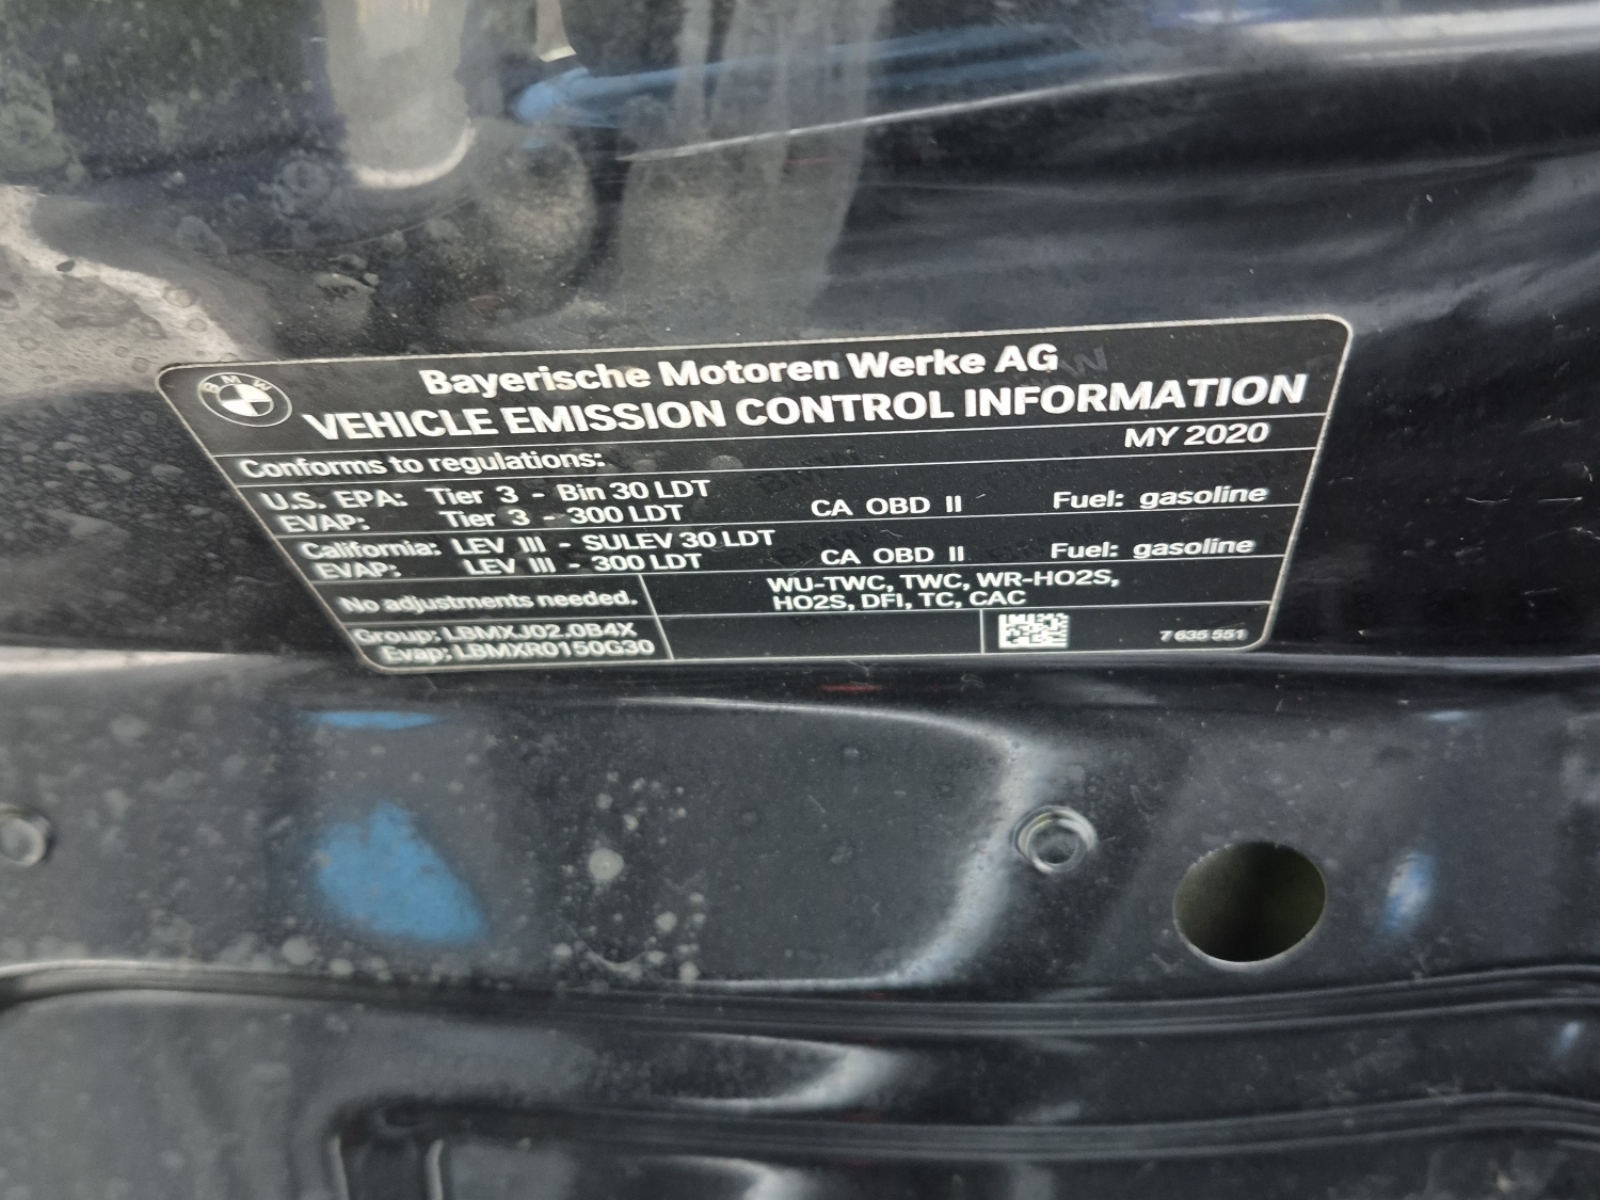 BMW
Bayerische Motoren Werke AG
VEHICLE EMISSION CONTROL INFORMATION
MY 2020
Conforms to regulations:
U.S. EPA: Tier 3 - Bin 30 LDT
EVAP: Tier 3 - 300 LDT CA OBD II Fuel: gasoline
California: LEV III - SULEV 30 LDT
EVAP: LEV III - 300 LDT CA OBD II Fuel: gasoline
No adjustments needed.
WU-TWC, TWC, WR-HO2S,
HO2S, DFI, TC, CAC
Group: LBMXJ02.0B4X
Evap: LBMXR0150G30
7 635 551